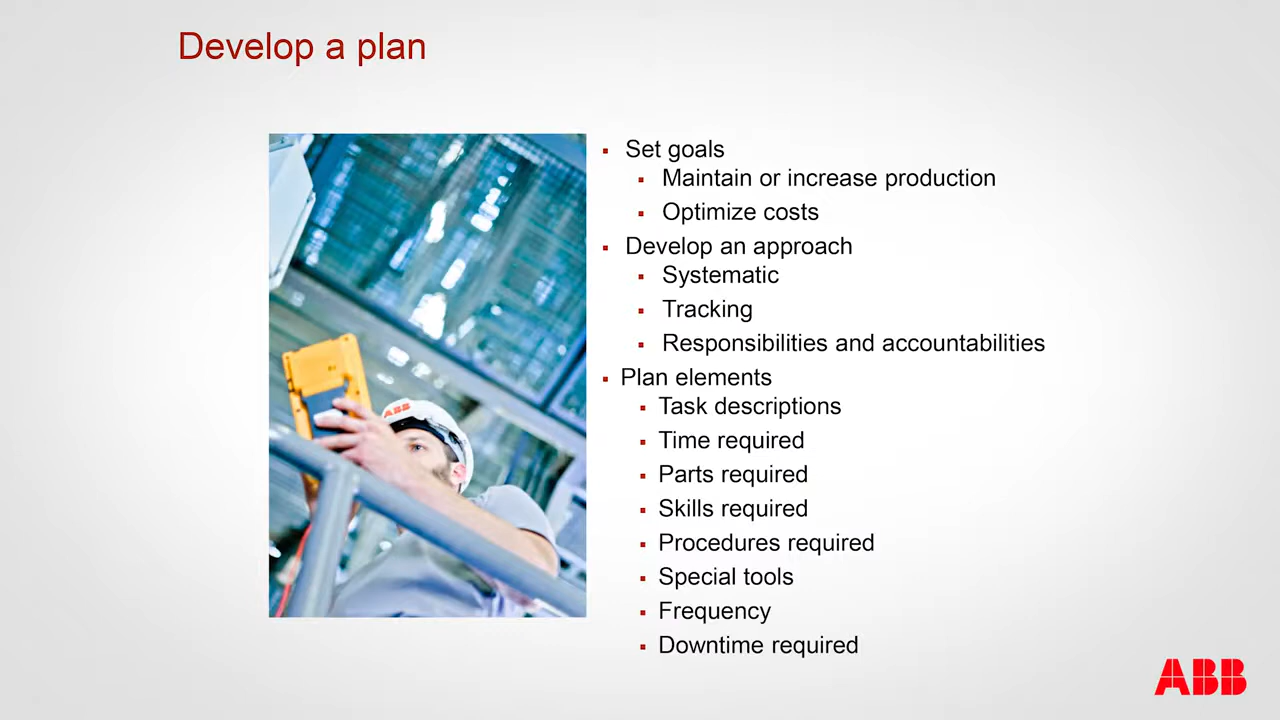 Develop a plan
Set goals
Maintain or increase production
Optimize costs
Develop an approach
Systematic
Tracking
Responsibilities and accountabilities
Plan elements
Task descriptions
Time required
Parts required
Skills required
Procedures required
Special tools
Frequency
Downtime required
ABB
ABB